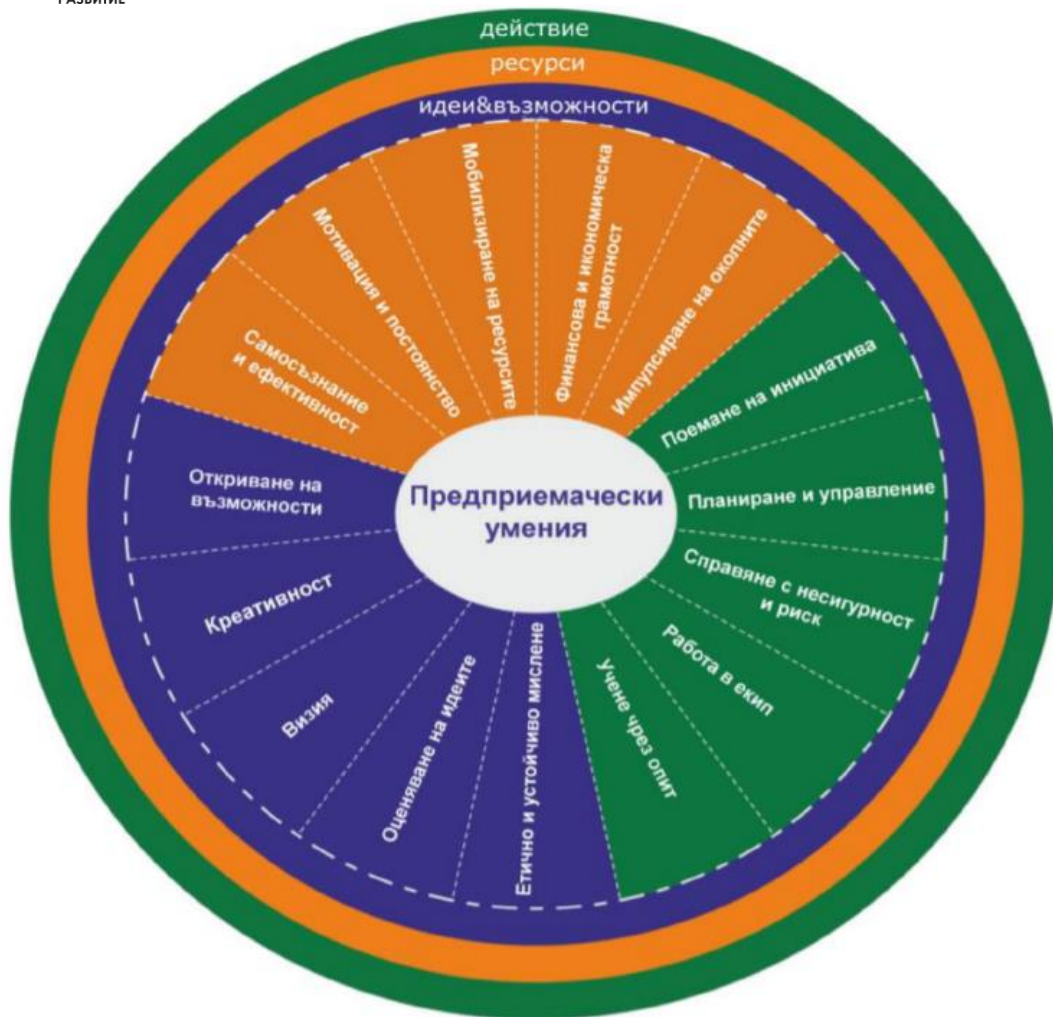 РАЗВИТИЕ
действие
ресурси
идеи&възможности
Самосъзнание
и ефективност
Мотивация и постоянство
Мобилизиране на ресурсите
Финансова и икономическа
грамотност
Импулсиране на околните
Поемане на инициатива
Планиране и управление
Справяне с несигурност
и риск
Работа в екип
Учене чрез опит
Етично и устойчиво мислене
Оценяване на идеите
Визия
Креативност
Откриване на
възможности
Предприемачески
умения